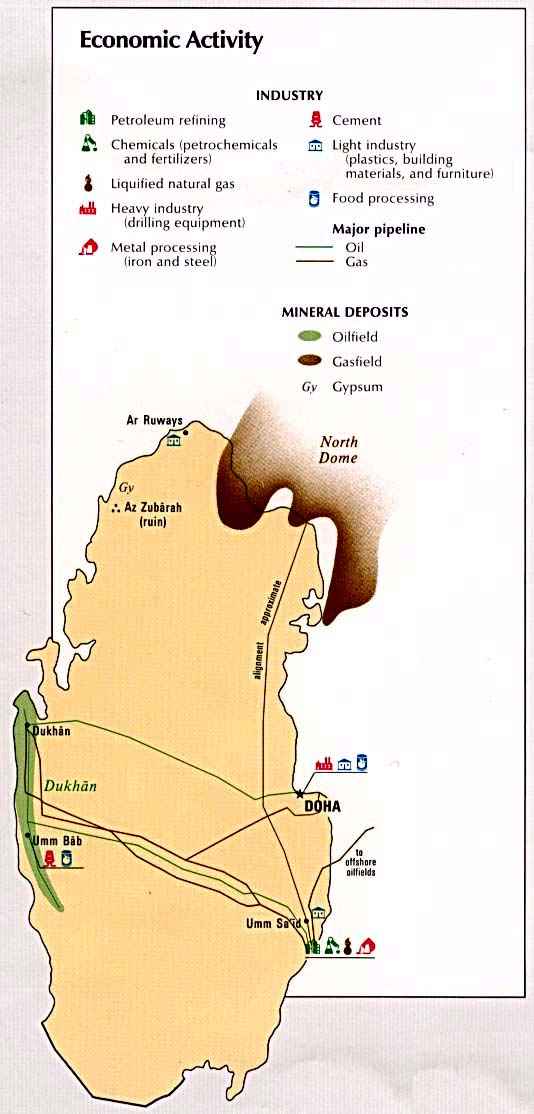 Economic Activity
INDUSTRY
Petroleum refining
Chemicals (petrochemicals
and fertilizers)
Liquified natural gas
Heavy industry
(drilling equipment)
Metal processing
(iron and steel)
Cement
Light industry
(plastics, building
materials, and furniture)
Food processing
Major pipeline
Oil
Gas
MINERAL DEPOSITS
Oilfield
Gasfield
Gy Gypsum
Ar Ruways
North
Dome
Gy
Az Zubārah
(ruin)
approximate
alignment
Dukhān
Dukhān
DOHA
Umm Bāb
to
offshore
oilfields
Umm Sa'īd